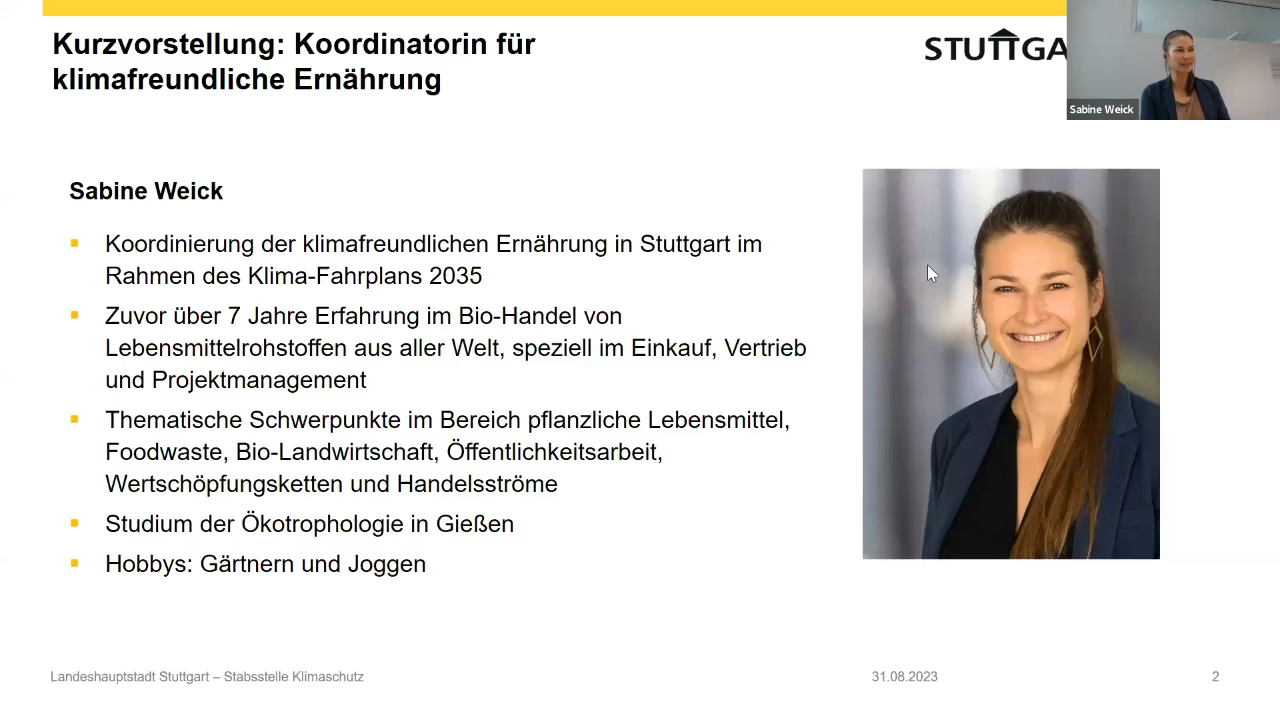 Kurzvorstellung: Koordinatorin für
klimafreundliche Ernährung
STUTTGA
Sabine Weick
Sabine Weick
Koordinierung der klimafreundlichen Ernährung in Stuttgart im
Rahmen des Klima-Fahrplans 2035
Zuvor über 7 Jahre Erfahrung im Bio-Handel von
Lebensmittelrohstoffen aus aller Welt, speziell im Einkauf, Vertrieb
und Projektmanagement
Thematische Schwerpunkte im Bereich pflanzliche Lebensmittel,
Foodwaste, Bio-Landwirtschaft, Öffentlichkeitsarbeit,
Wertschöpfungsketten und Handelsströme
Studium der Ökotrophologie in Gießen
Hobbys: Gärtnern und Joggen
Landeshauptstadt Stuttgart – Stabsstelle Klimaschutz
31.08.2023
2